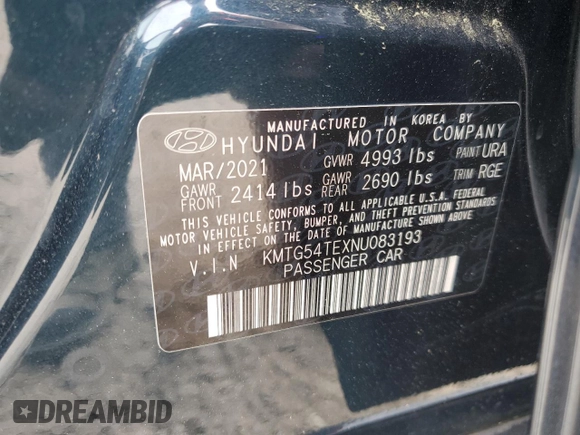 MANUFACTURED IN KOREA BY
HYUNDAI MOTOR COMPANY
MAR/2021 GVWR 4993 lbs PAINT URA
GAWR FRONT 2414 lbs GAWR REAR 2690 lbs TRIM RGE
THIS VEHICLE CONFORMS TO ALL APPLICABLE U.S.A. FEDERAL
MOTOR VEHICLE SAFETY, BUMPER, AND THEFT PREVENTION STANDARDS
IN EFFECT ON THE DATE OF MANUFACTURE SHOWN ABOVE.
V.I.N KMTG54TEXNU083193
PASSENGER CAR
DREAMBID